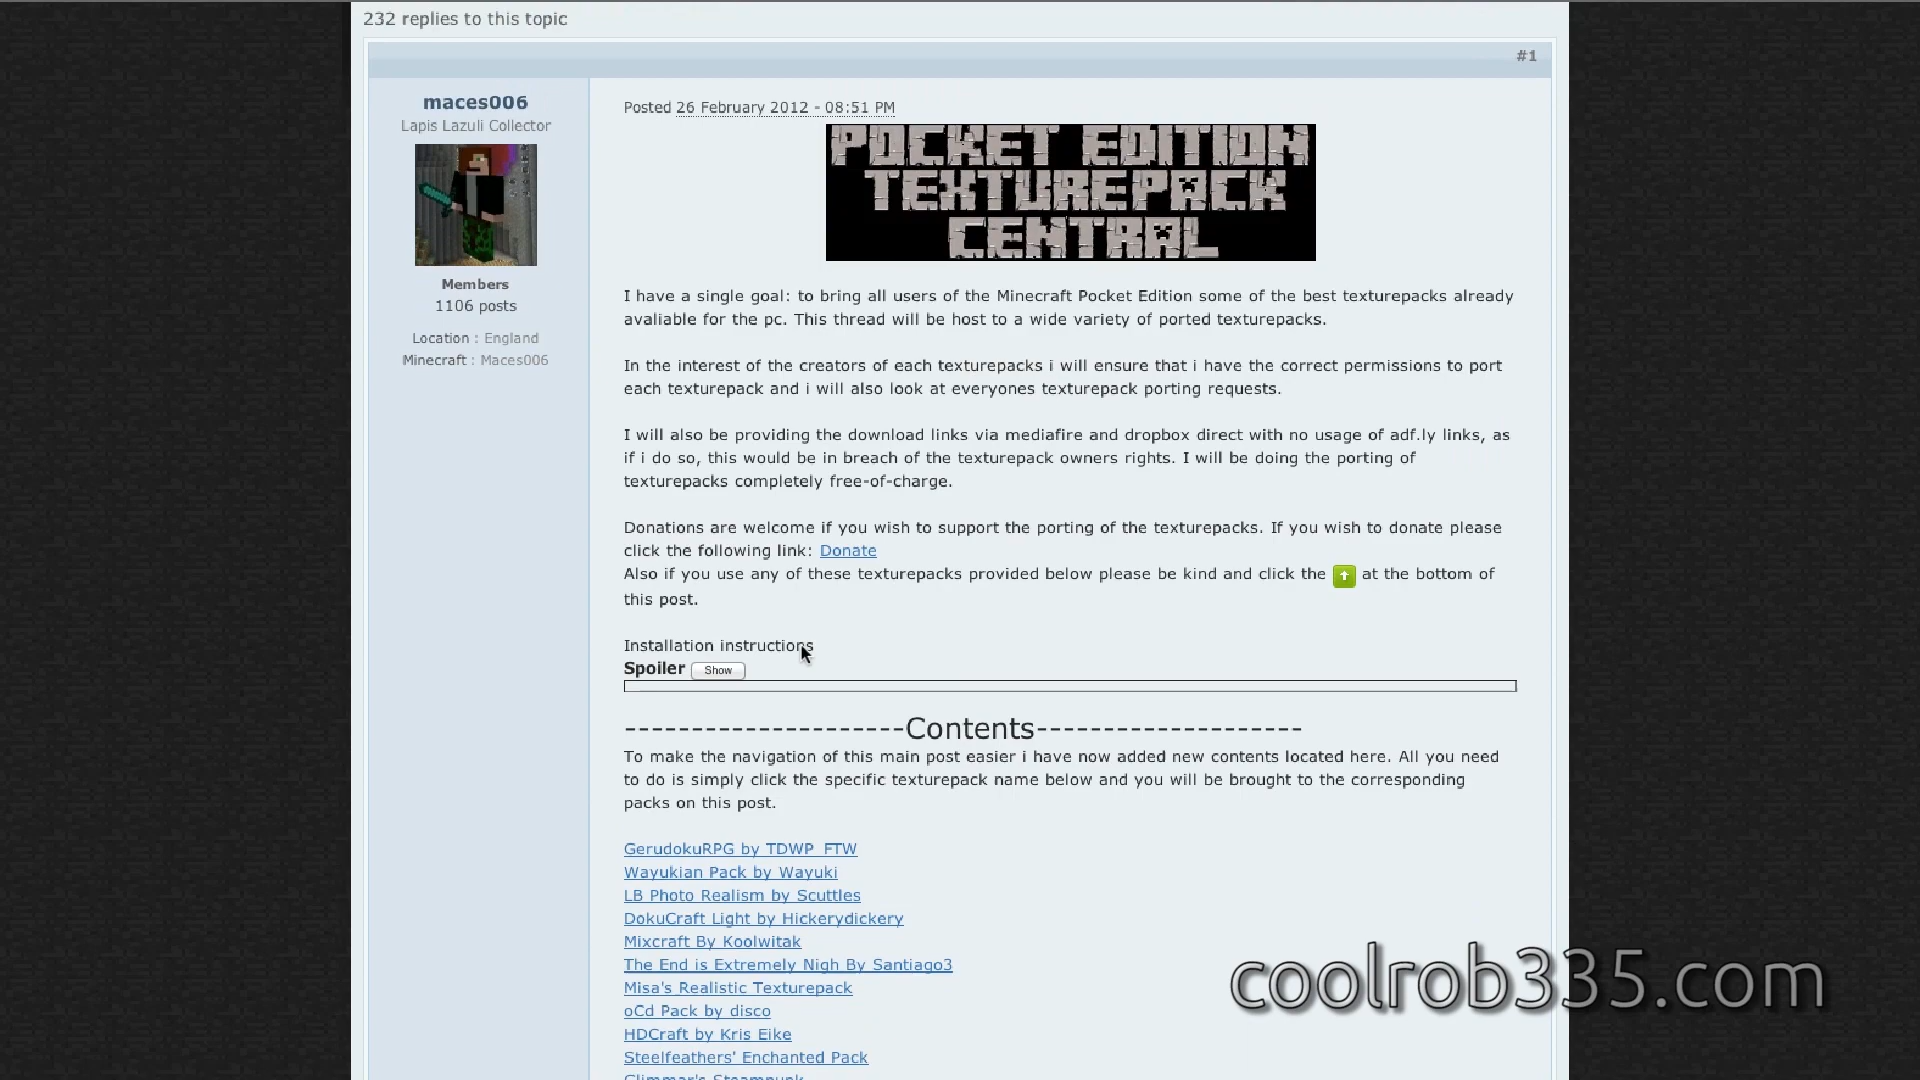 232 replies to this topic
#1
maces006
Lapis Lazuli Collector
Members
1106 posts
Location : England
Minecraft : Maces006
Posted 26 February 2012 - 08:51 PM
POCKET EDITION
TEXTUREPACK
CENTRAL
I have a single goal: to bring all users of the Minecraft Pocket Edition some of the best texturepacks already
avaliable for the pc. This thread will be host to a wide variety of ported texturepacks.
In the interest of the creators of each texturepacks i will ensure that i have the correct permissions to port
each texturepack and i will also look at everyones texturepack porting requests.
I will also be providing the download links via mediafire and dropbox direct with no usage of adf.ly links, as
if i do so, this would be in breach of the texturepack owners rights. I will be doing the porting of
texturepacks completely free-of-charge.
Donations are welcome if you wish to support the porting of the texturepacks. If you wish to donate please
click the following link: Donate
Also if you use any of these texturepacks provided below please be kind and click the at the bottom of
this post.
Installation instructions
Spoiler Show
---------------------Contents--------------------
To make the navigation of this main post easier i have now added new contents located here. All you need
to do is simply click the specific texturepack name below and you will be brought to the corresponding
packs on this post.
GerudokuRPG by TDWP_FTW
Wayukian Pack by Wayuki
LB Photo Realism by Scuttles
DokuCraft Light by Hickerydickery
Mixcraft By Koolwitak
The End is Extremely Nigh By Santiago3
Misa's Realistic Texturepack
oCd Pack by disco
HDCraft by Kris Eike
Steelfeathers' Enchanted Pack
Glimmar's Steampunk
coolrob335.com